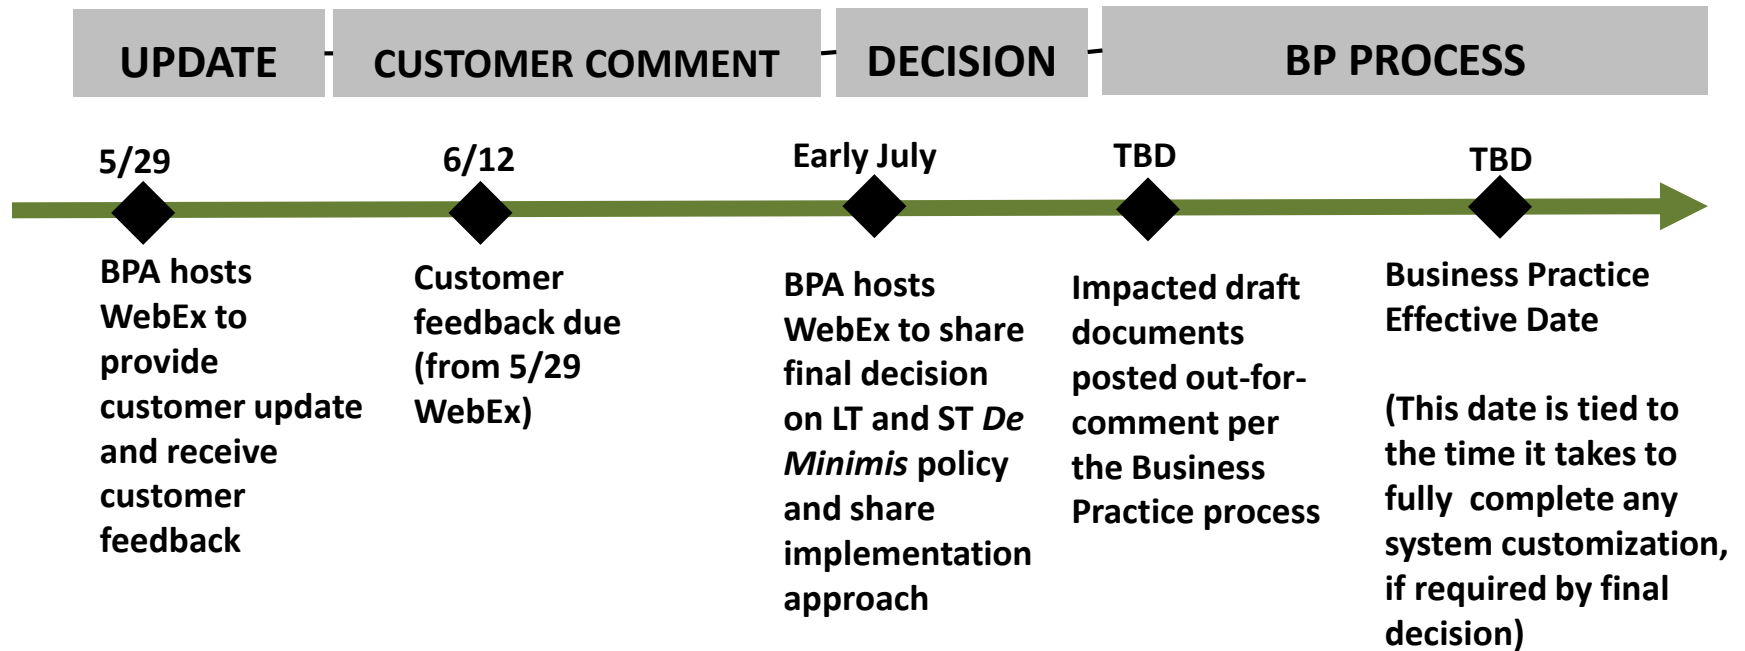 UPDATE
CUSTOMER COMMENT
DECISION
BP PROCESS
5/29
6/12
Early July
TBD
TBD
BPA hosts
WebEx to
provide
customer update
and receive
customer
feedback
Customer
feedback due
(from 5/29
WebEx)
BPA hosts
WebEx to share
final decision
on LT and ST De
Minimis policy
and share
implementation
approach
Impacted draft
documents
posted out-for-
comment per
the Business
Practice process
Business Practice
Effective Date
(This date is tied to
the time it takes to
fully  complete any
system customization,
if required by final
decision)